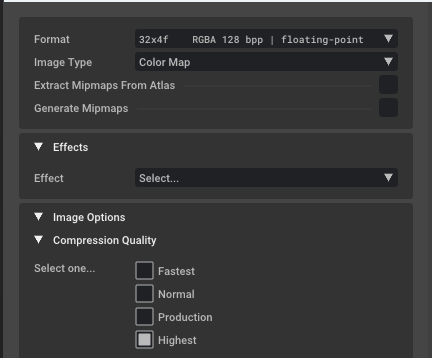 Format 32x4f RGBA 128 bpp | floating-point
Image Type Color Map
Extract Mipmaps From Atlas
Generate Mipmaps
Effects
Effect Select...
Image Options
Compression Quality
Select one... Fastest
Normal
Production
Highest